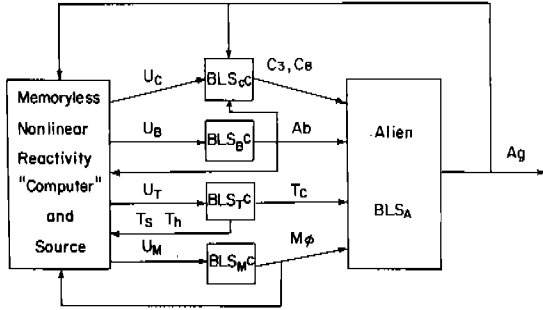 Memoryless
Nonlinear
Reactivity
"Computer"
and
Source
U_C
BLS_CC
C3, C8
U_B
BLS_BC
Ab
U_T
BLS_TC
Tc
T_S T_h
U_M
BLS_MC
Mφ
Alien
BLS_A
Ag